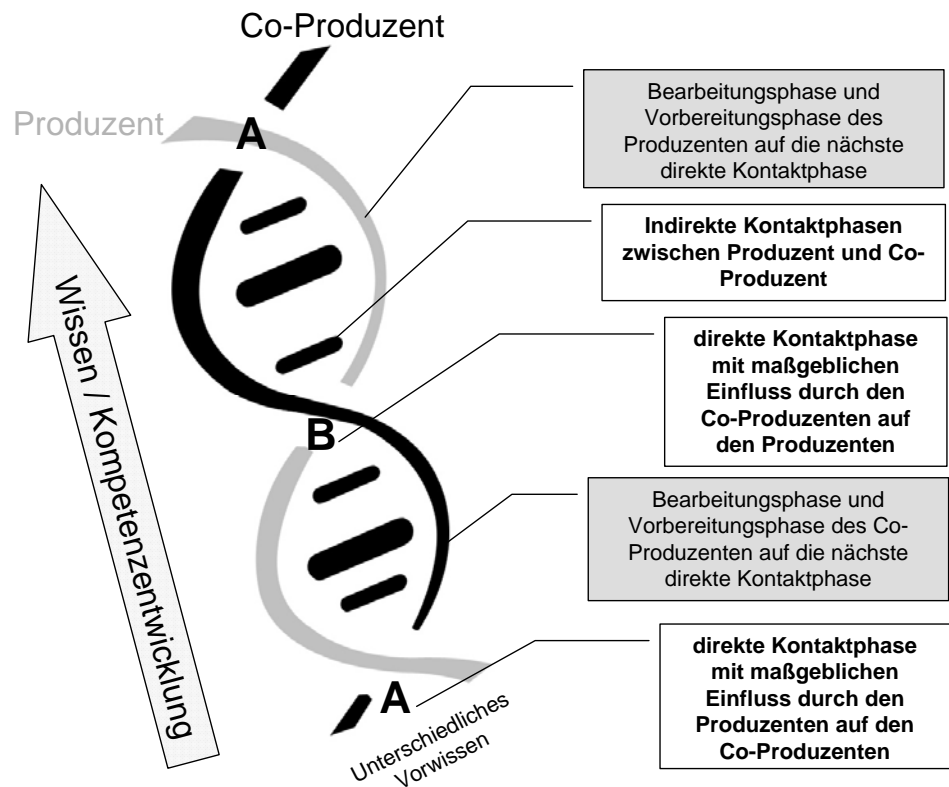 Co-Produzent
Produzent
A
Bearbeitungsphase und
Vorbereitungsphase des
Produzenten auf die nächste
direkte Kontaktphase
Indirekte Kontaktphasen
zwischen Produzent und Co-
Produzent
Wissen / Kompetenzentwicklung
direkte Kontaktphase
mit maßgeblichen
Einfluss durch den
Co-Produzenten auf
den Produzenten
B
Bearbeitungsphase und
Vorbereitungsphase des Co-
Produzenten auf die nächste
direkte Kontaktphase
direkte Kontaktphase
mit maßgeblichen
Einfluss durch den
Produzenten auf den
Co-Produzenten
A
Unterschiedliches
Vorwissen